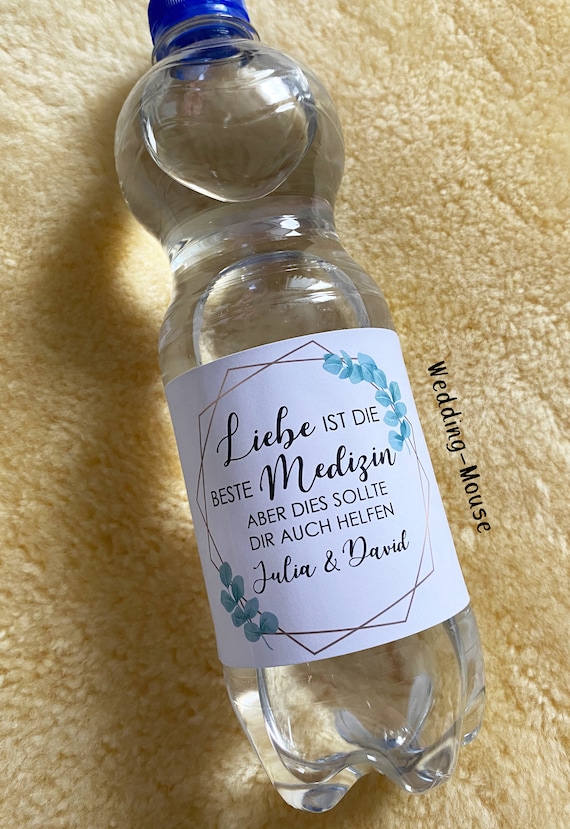 Liebe IST DIE
BESTE Medizin
ABER DIES SOLLTE
DIR AUCH HELFEN
Julia & David
Wedding-Mouse